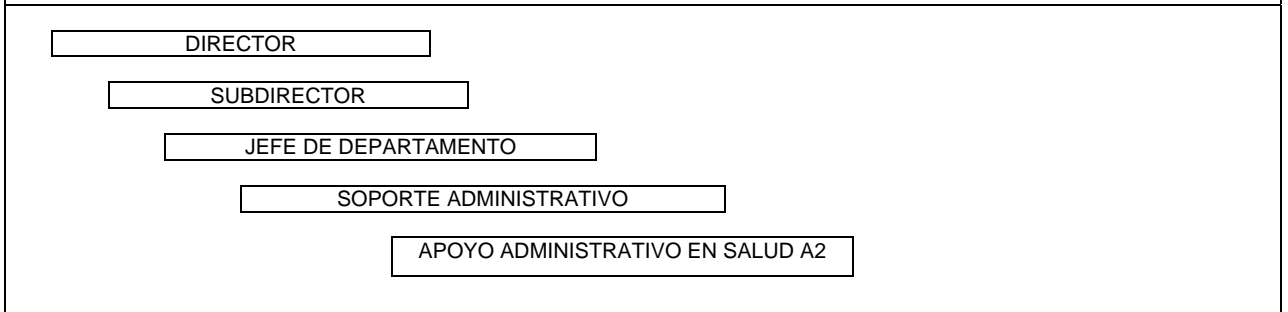 DIRECTOR
SUBDIRECTOR
JEFE DE DEPARTAMENTO
SOPORTE ADMINISTRATIVO
APOYO ADMINISTRATIVO EN SALUD A2